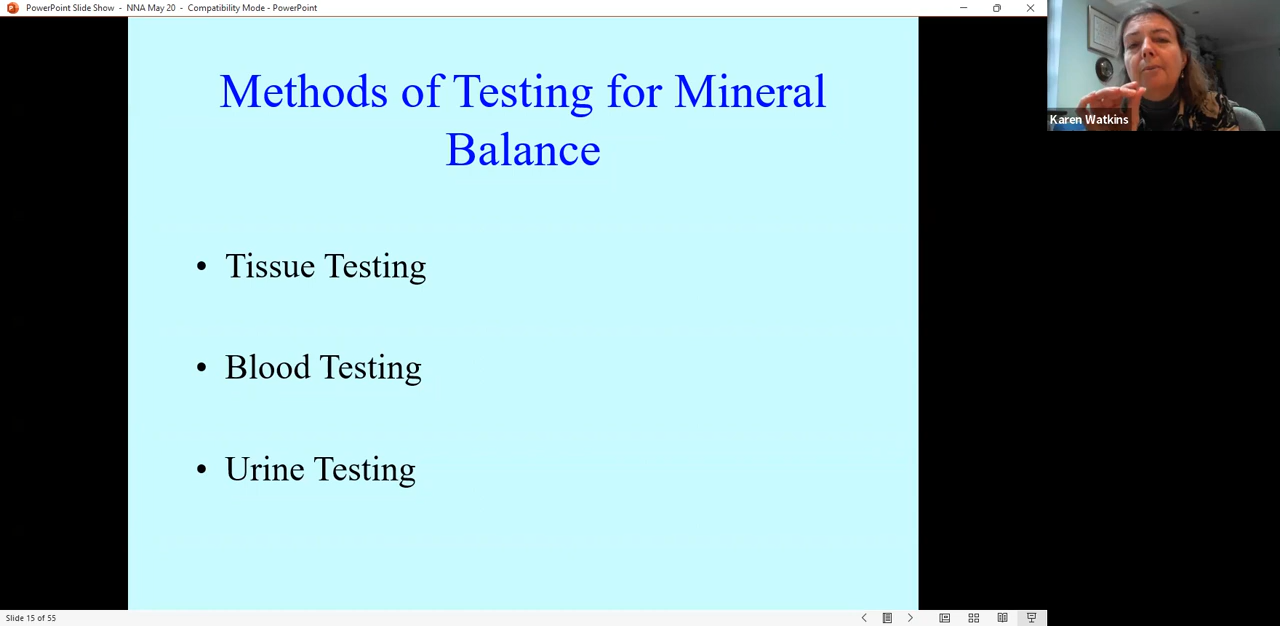 PowerPoint Slide Show - NNA May 20 - Compatibility Mode - PowerPoint
Karen Watkins
Methods of Testing for Mineral
Balance
• Tissue Testing
• Blood Testing
• Urine Testing
Slide 15 of 55